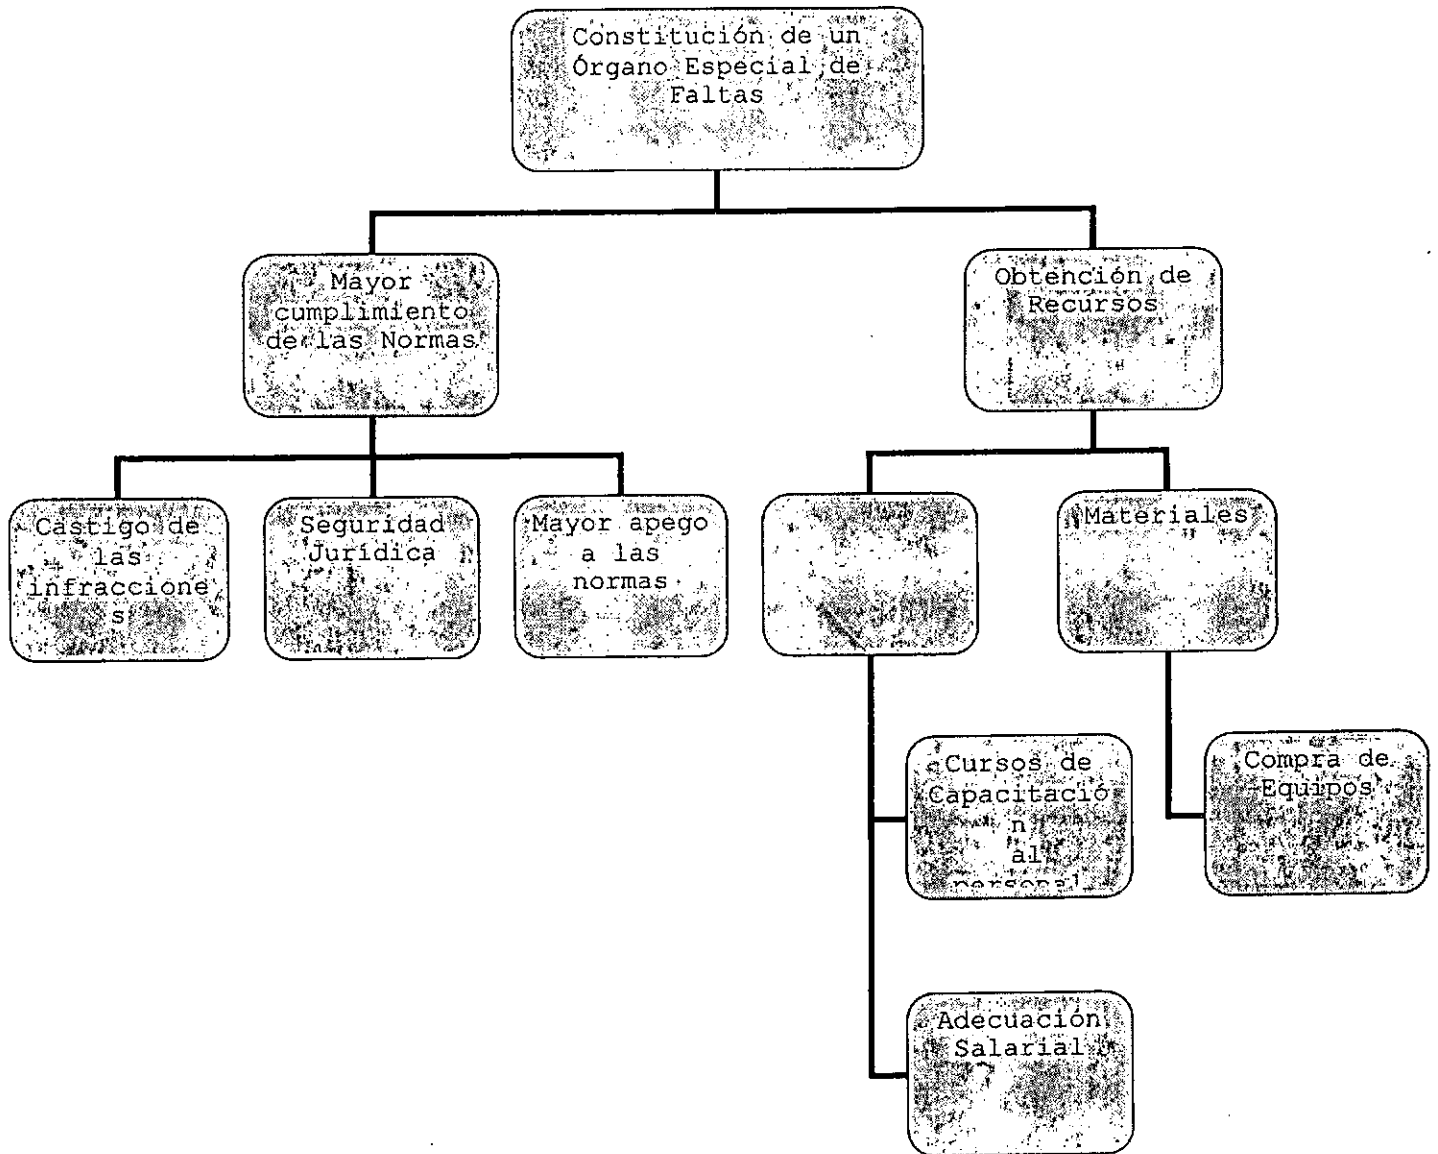 Constitución de un
Órgano Especial de
Faltas
Mayor
cumplimiento
de las Normas
Obtención de
Recursos
Castigo de
las
infraccione
s
Seguridad
Jurídica
Mayor apego
a las
normas
Materiales
Cursos de
Capacitació
n
al
personal
Compra de
Equipos
Adecuación
Salarial